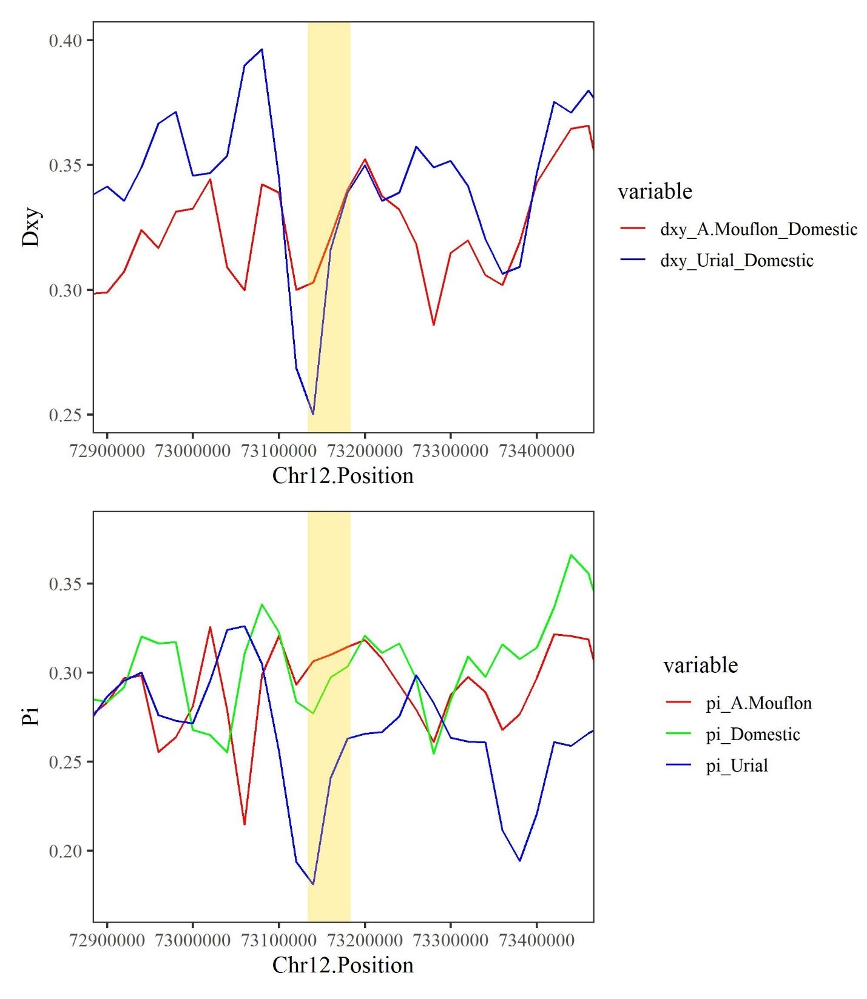 0.40
0.35
0.30
0.25
Dxy
72900000 73000000 73100000 73200000 73300000 73400000
Chr12.Position
variable
dxy_A.Mouflon_Domestic
dxy_Urial_Domestic
0.35
0.30
0.25
0.20
Pi
72900000 73000000 73100000 73200000 73300000 73400000
Chr12.Position
variable
pi_A.Mouflon
pi_Domestic
pi_Urial